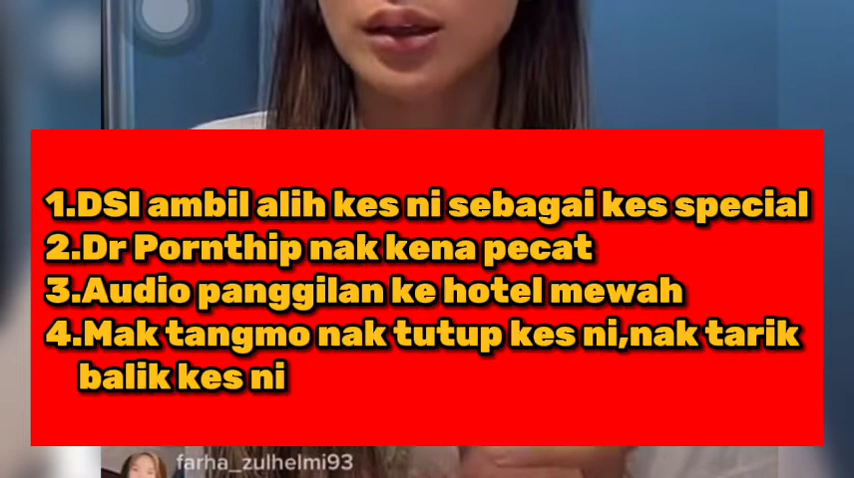 1.DSI ambil alih kes ni sebagai kes special
2.Dr Pornthip nak kena pecat
3.Audio panggilan ke hotel mewah
4.Mak tangmo nak tutup kes ni,nak tarik
balik kes ni
farha_zulhelmi93